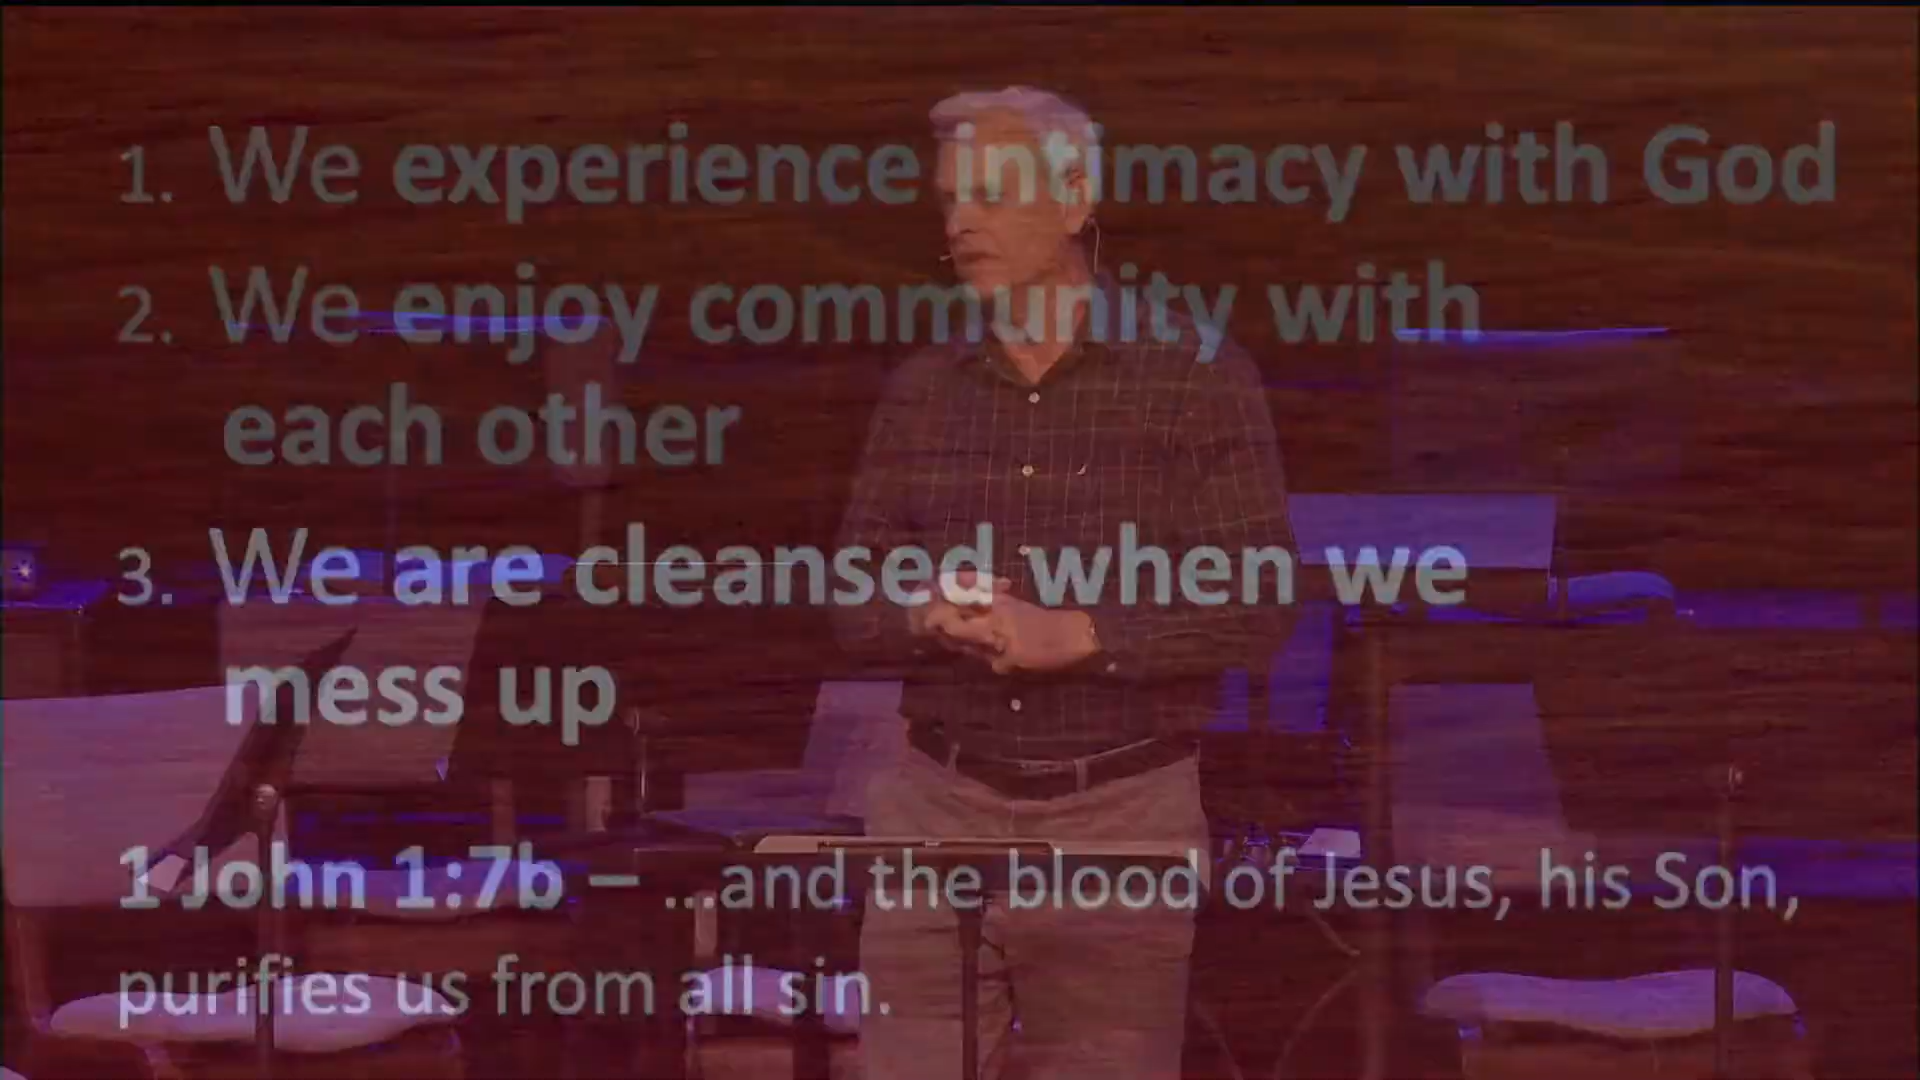 1. We experience intimacy with God
2. We enjoy community with
each other
3. We are cleansed when we
mess up
1 John 1:7b – ...and the blood of Jesus, his Son,
purifies us from all sin.